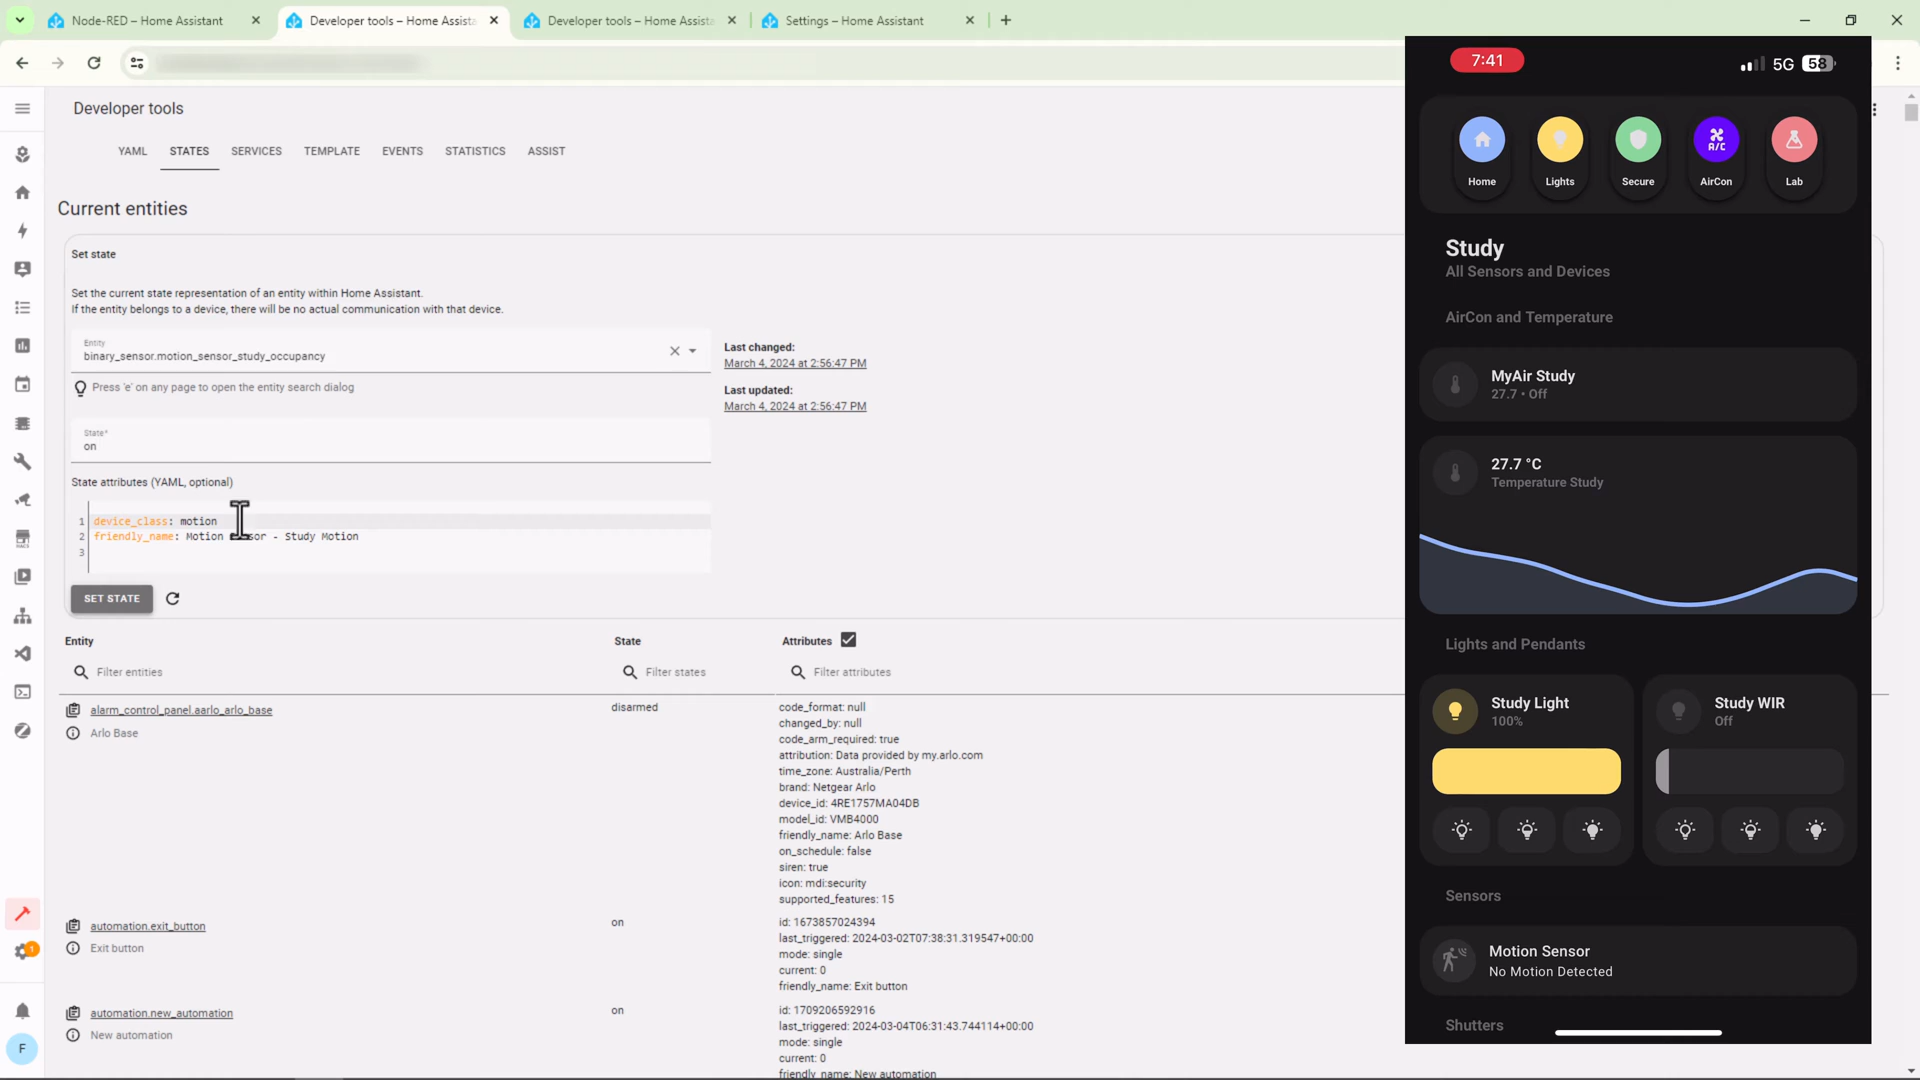 Node-RED – Home Assistant
Developer tools – Home Assista
Developer tools – Home Assista
Settings – Home Assistant
Developer tools
YAML
STATES
SERVICES
TEMPLATE
EVENTS
STATISTICS
ASSIST
Current entities
Set state
Set the current state representation of an entity within Home Assistant.
If the entity belongs to a device, there will be no actual communication with that device.
Entity
binary_sensor.motion_sensor_study_occupancy
Press 'e' on any page to open the entity search dialog
Last changed:
March 4, 2024 at 2:56:47 PM
Last updated:
March 4, 2024 at 2:56:47 PM
State*
on
State attributes (YAML, optional)
1 device_class: motion
2 friendly_name: Motion Sensor - Study Motion
3
SET STATE
Entity
State
Attributes
Filter entities
Filter states
Filter attributes
alarm_control_panel.aarlo_arlo_base
Arlo Base
disarmed
code_format: null
changed_by: null
code_arm_required: true
attribution: Data provided by my.arlo.com
time_zone: Australia/Perth
brand: Netgear Arlo
device_id: 4RE1757MA04DB
model_id: VMB4000
friendly_name: Arlo Base
on_schedule: false
siren: true
icon: mdi:security
supported_features: 15
automation.exit_button
Exit button
on
id: 1673857024394
last_triggered: 2024-03-02T07:38:31.319547+00:00
mode: single
current: 0
friendly_name: Exit button
automation.new_automation
New automation
on
id: 1709206592916
last_triggered: 2024-03-04T06:31:43.744114+00:00
mode: single
current: 0
friendly_name: New automation
HACS
1
F
7:41
5G
58
A/C
Home
Lights
Secure
AirCon
Lab
Study
All Sensors and Devices
AirCon and Temperature
MyAir Study
27.7 • Off
27.7 °C
Temperature Study
Lights and Pendants
Study Light
100%
Study WIR
Off
Sensors
Motion Sensor
No Motion Detected
Shutters